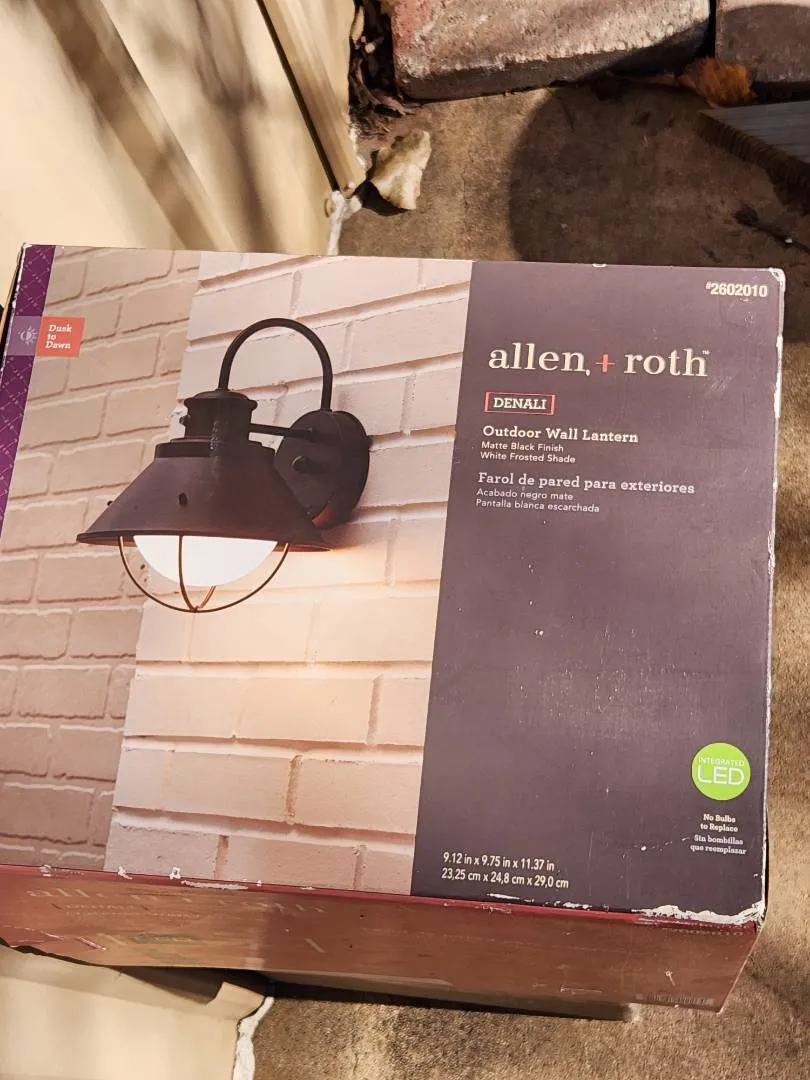 #2602010
Dusk
to
Dawn
allen + roth™
DENALI
Outdoor Wall Lantern
Matte Black Finish
White Frosted Shade
Farol de pared para exteriores
Acabado negro mate
Pantalla blanca escarchada
INTEGRATED
LED
No Bulbs
to Replace
Sin bombillas
que reemplazar
9.12 in x 9.75 in x 11.37 in
23,25 cm x 24,8 cm x 29,0 cm